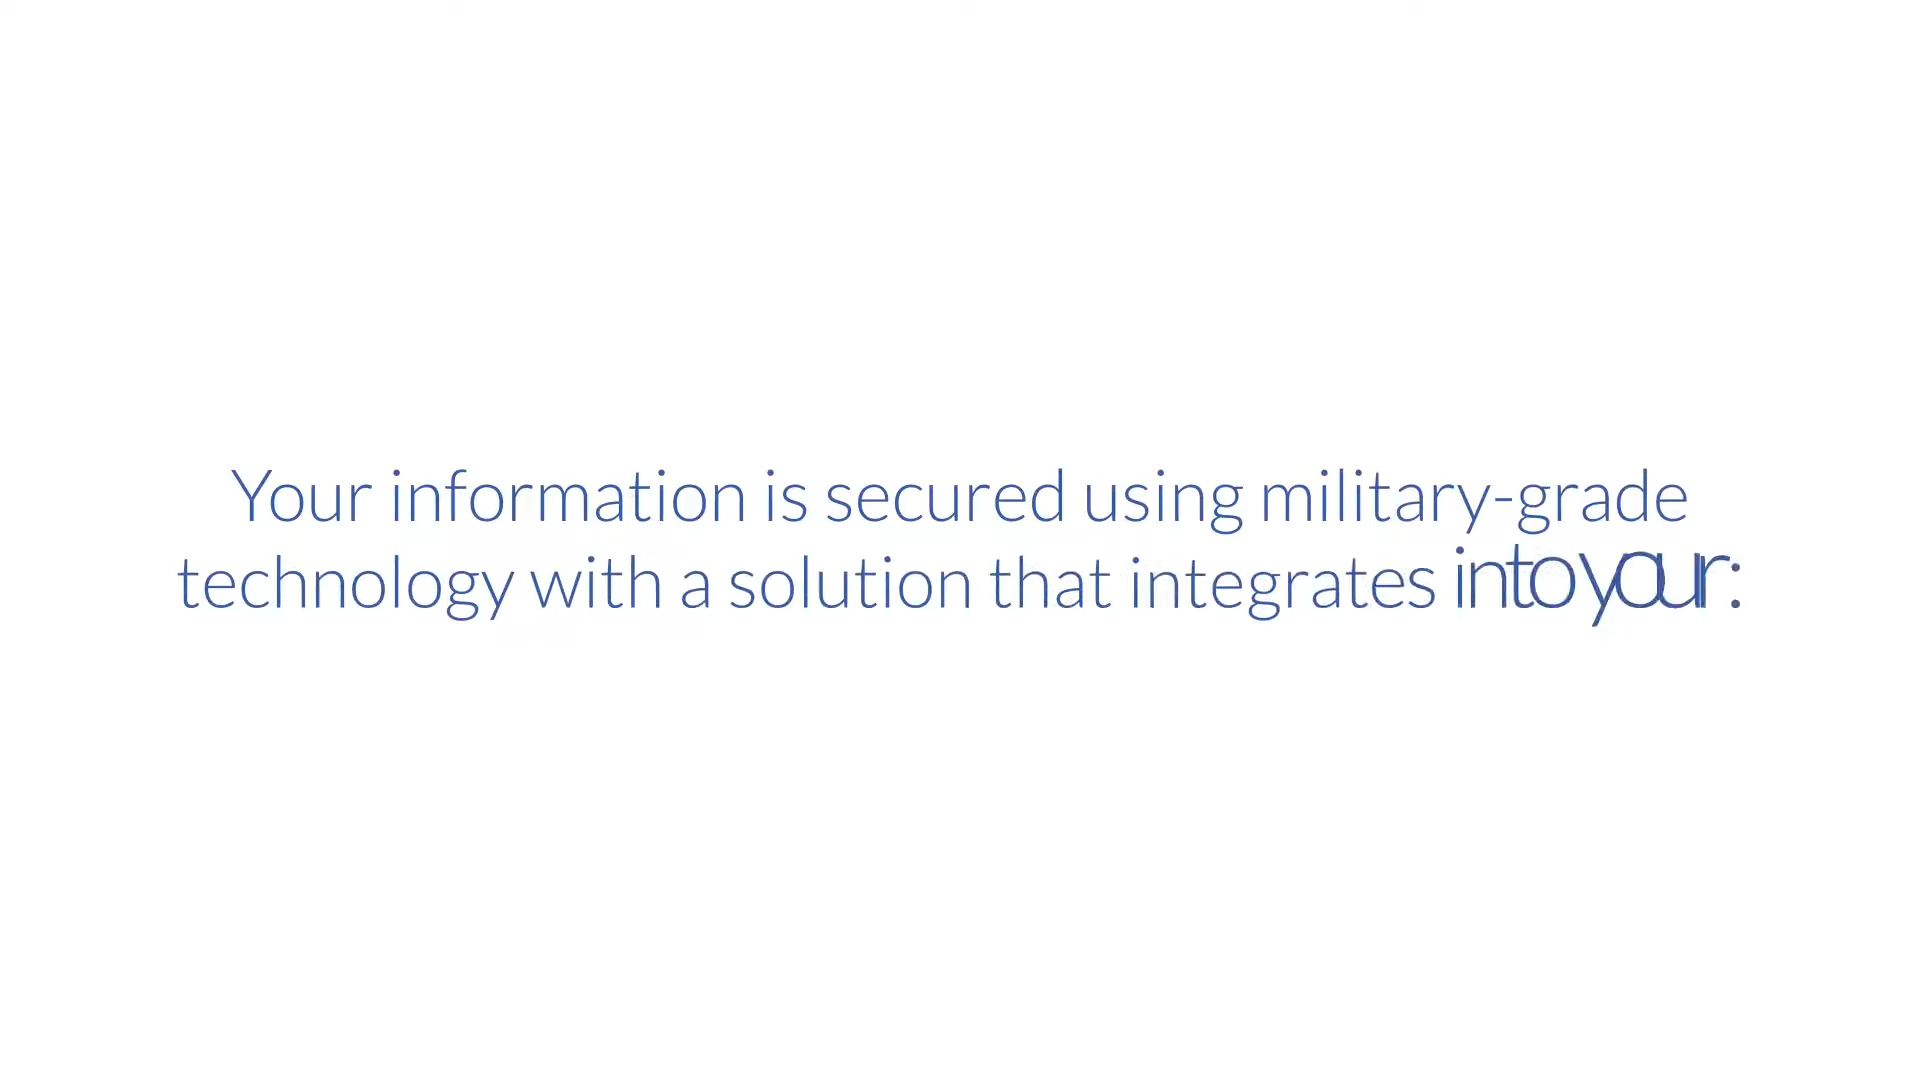 Your information is secured using military-grade
technology with a solution that integrates into your: